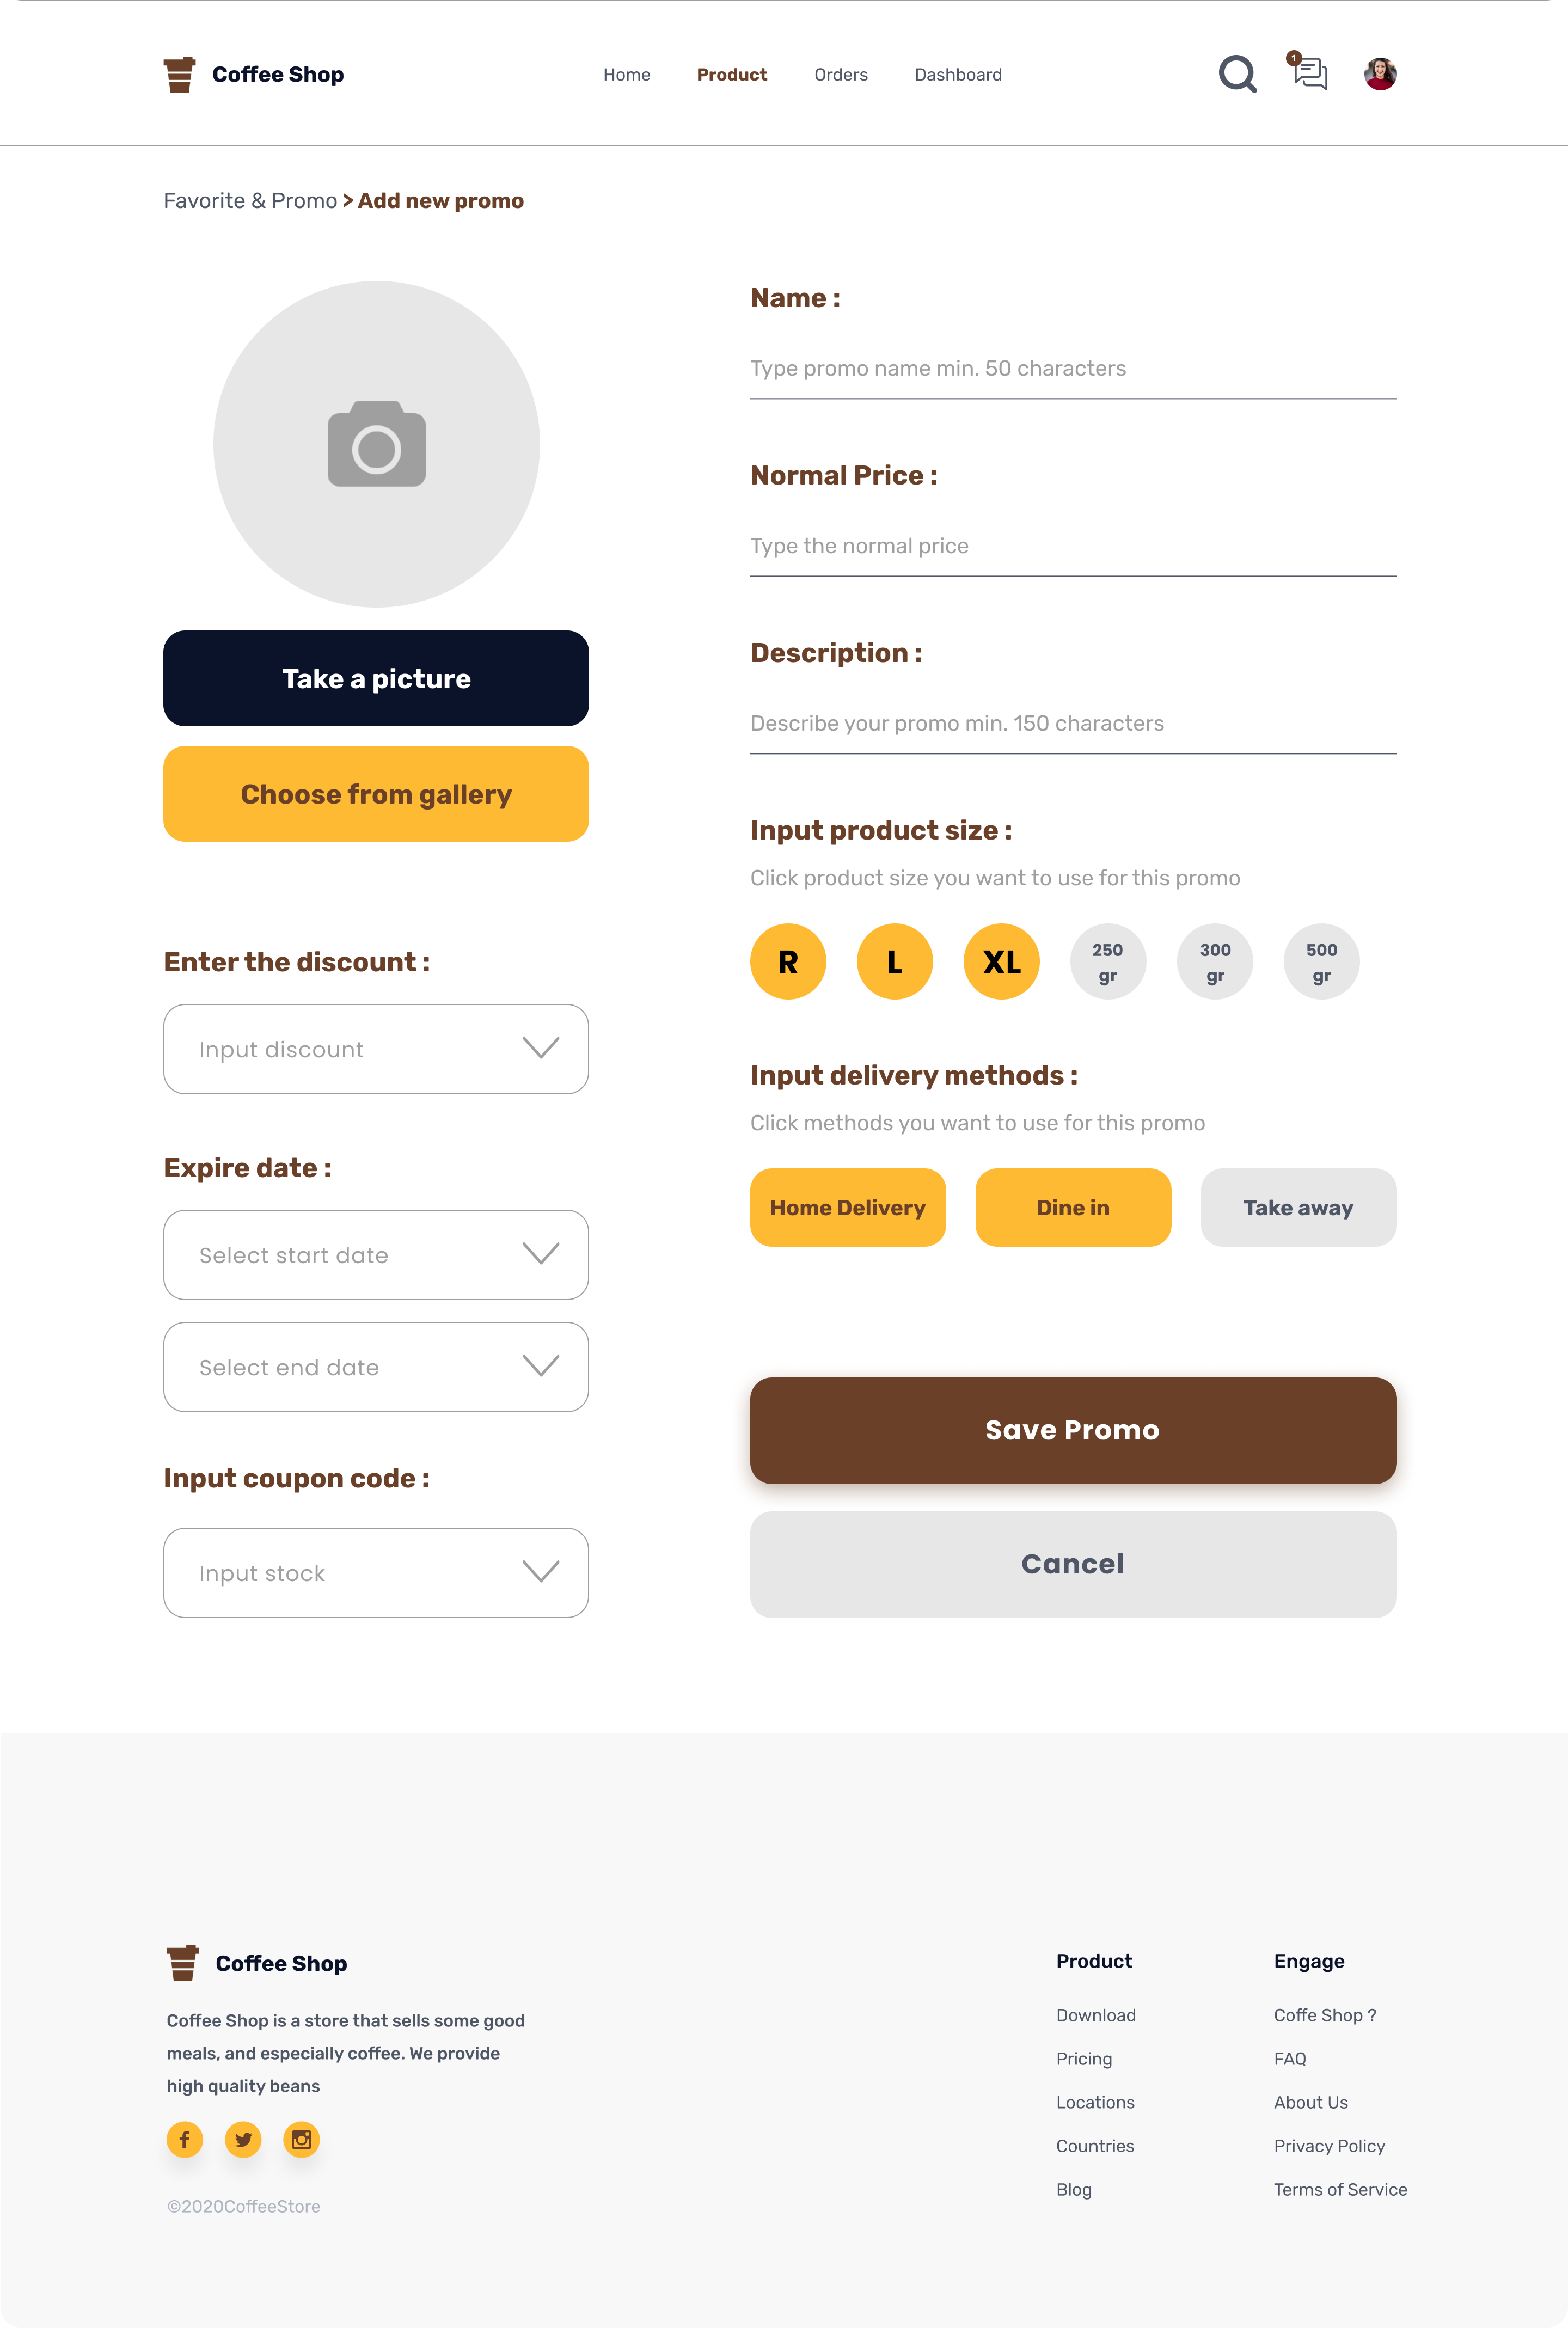 Coffee Shop
Home
Product
Orders
Dashboard
1
Favorite & Promo > Add new promo
Take a picture
Choose from gallery
Enter the discount :
Input discount
Expire date :
Select start date
Select end date
Input coupon code :
Input stock
Name :
Type promo name min. 50 characters
Normal Price :
Type the normal price
Description :
Describe your promo min. 150 characters
Input product size :
Click product size you want to use for this promo
R
L
XL
250
gr
300
gr
500
gr
Input delivery methods :
Click methods you want to use for this promo
Home Delivery
Dine in
Take away
Save Promo
Cancel
Coffee Shop
Coffee Shop is a store that sells some good
meals, and especially coffee. We provide
high quality beans
©2020CoffeeStore
Product
Download
Pricing
Locations
Countries
Blog
Engage
Coffe Shop ?
FAQ
About Us
Privacy Policy
Terms of Service